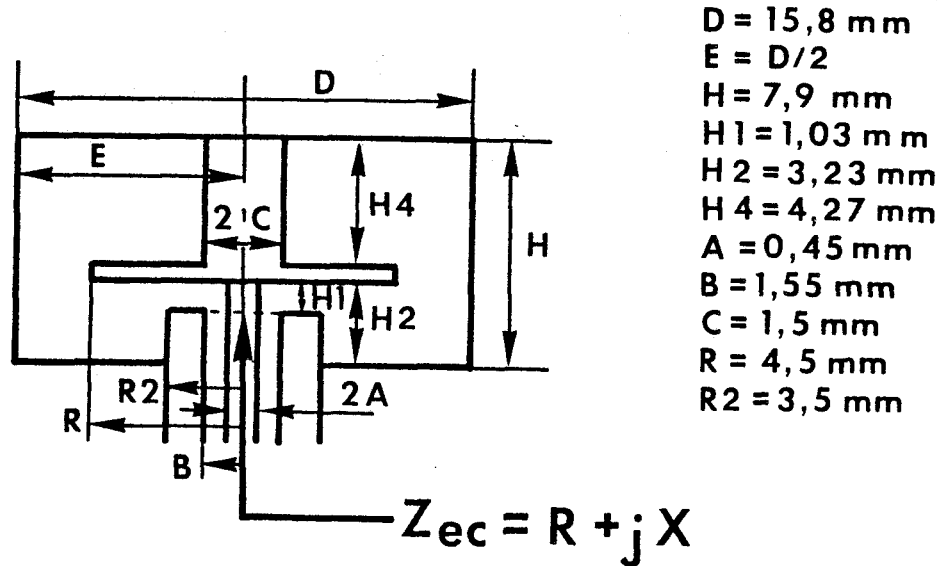 D
E
2 C
H4
H
H1
H2
R2
2A
R
B
Zec = R + jX
D = 15,8 mm
E = D/2
H = 7,9 mm
H1 = 1,03 mm
H2 = 3,23 mm
H4 = 4,27 mm
A = 0,45 mm
B = 1,55 mm
C = 1,5 mm
R = 4,5 mm
R2 = 3,5 mm